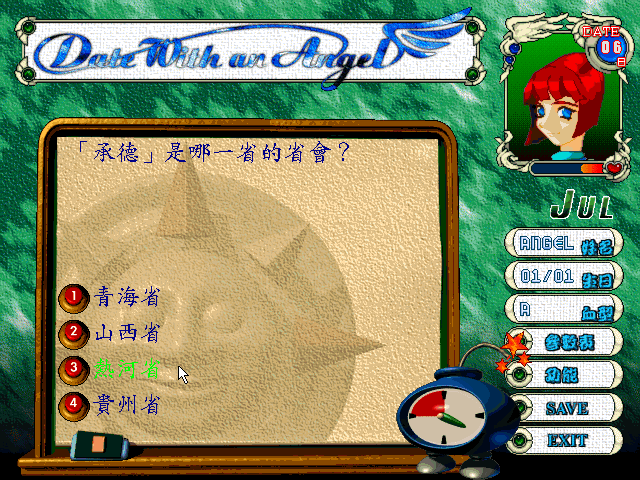 Date With an Angel
DATE
06
日
「承德」是哪一省的省會？
1 青海省
2 山西省
3 熱河省
4 貴州省
JUL
ANGEL 姓名
01/01 生日
A 血型
參數表
功能
SAVE
EXIT